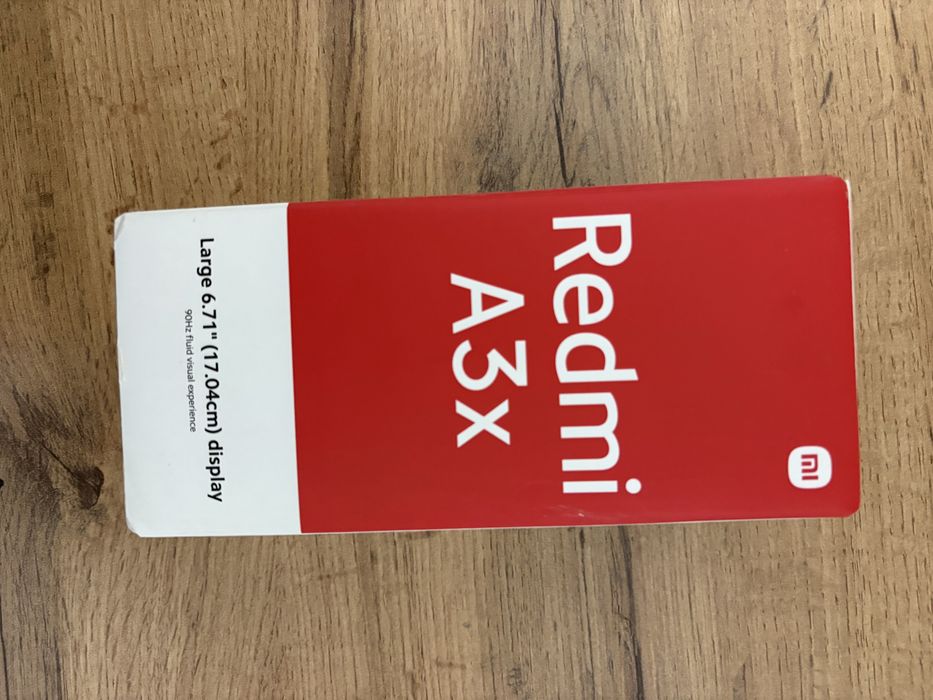 Redmi
A3x
Large 6.71" (17.04cm) display
90Hz fluid visual experience